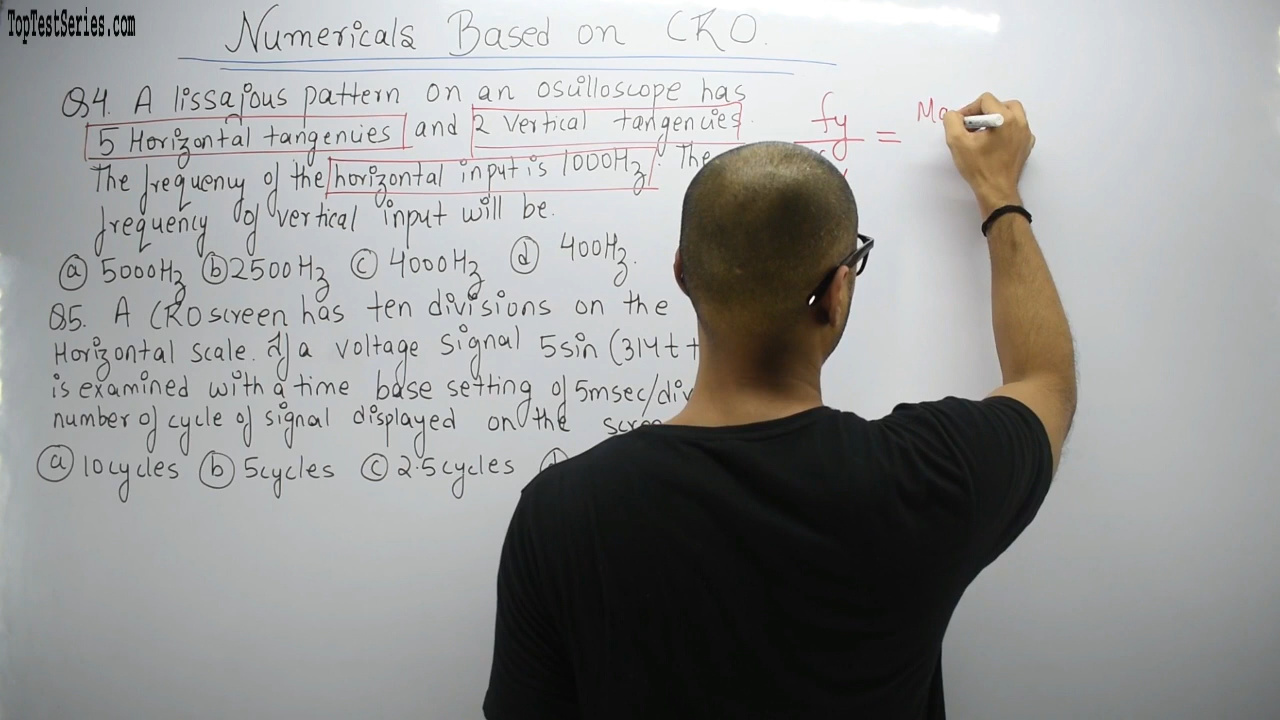 TopTestSeries.com
Numericals Based on CRO.
Q4. A lissajous pattern on an oscilloscope has
5 Horizontal tangencies and 2 vertical tangencies.
The frequency of the horizontal input is 1000Hz. The
frequency of vertical input will be.
(a) 5000Hz (b) 2500Hz (c) 4000Hz (d) 400Hz.
Q5. A CRO screen has ten divisions on the
Horizontal scale. If a voltage signal 5sin (314t +
is examined with a time base setting of 5msec/div
number of cycle of signal displayed on the
(a) 10cycles (b) 5cycles (c) 2.5cycles
fy
=